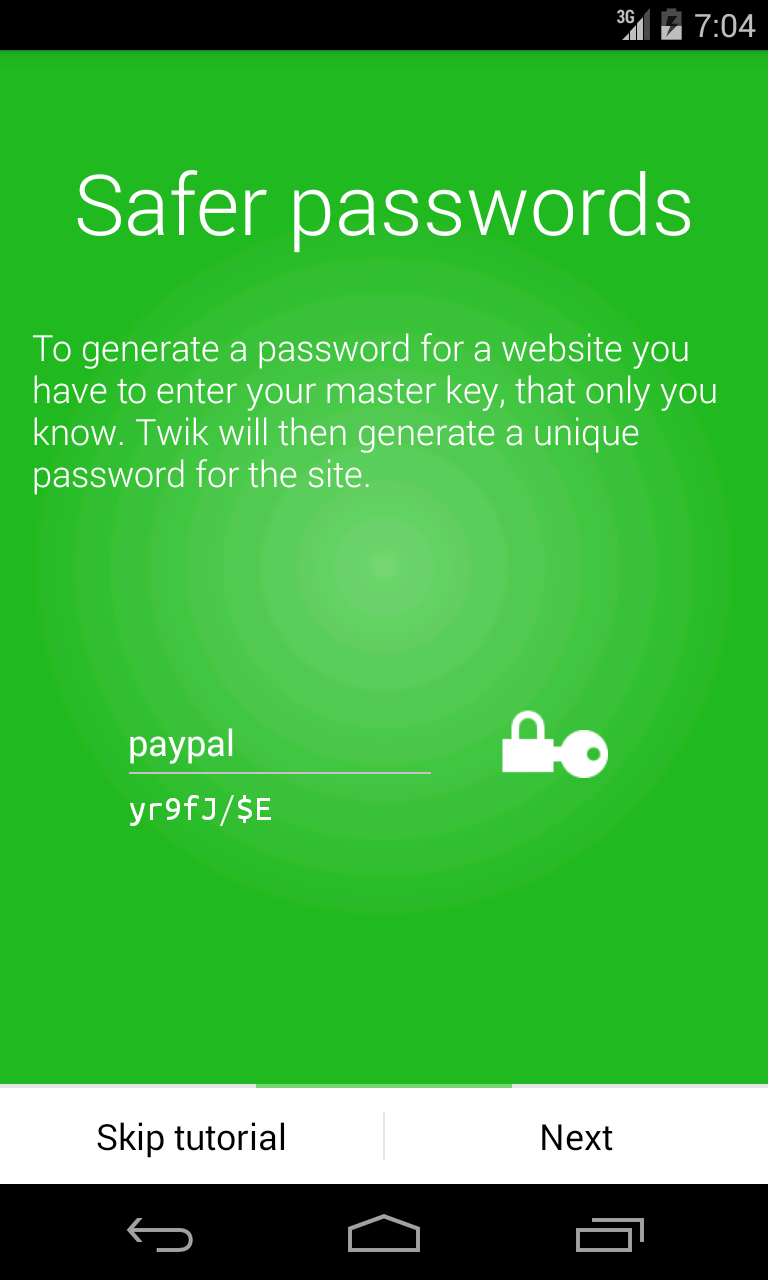 3G 7:04
Safer passwords
To generate a password for a website you
have to enter your master key, that only you
know. Twik will then generate a unique
password for the site.
paypal
yr9fJ/$E
Skip tutorial
Next